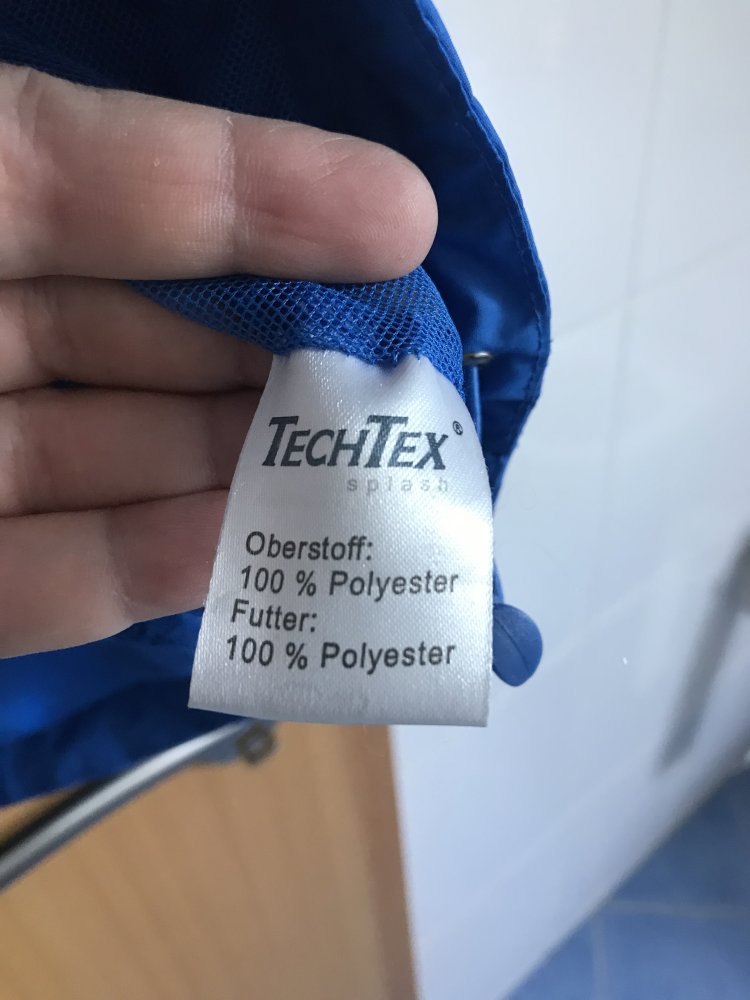 TECHTEX®
splash
Oberstoff:
100 % Polyester
Futter:
100 % Polyester